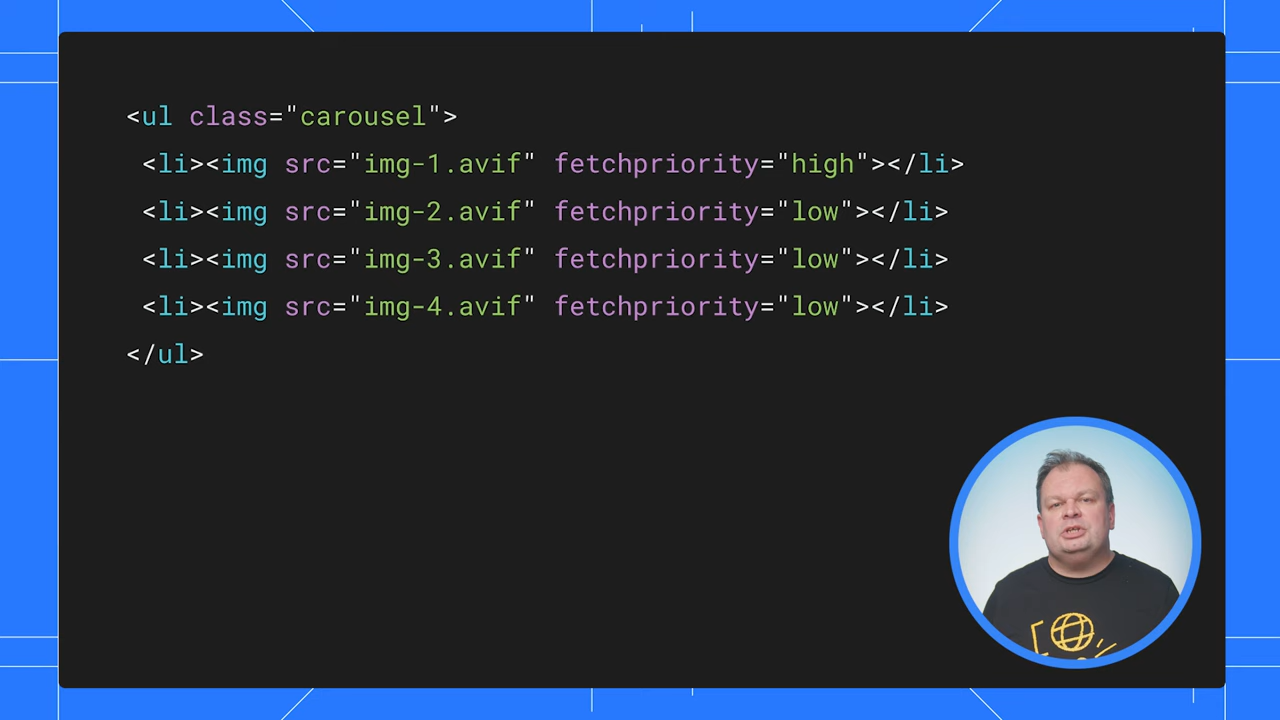 <ul class="carousel">
<li><img src="img-1.avif" fetchpriority="high"></li>
<li><img src="img-2.avif" fetchpriority="low"></li>
<li><img src="img-3.avif" fetchpriority="low"></li>
<li><img src="img-4.avif" fetchpriority="low"></li>
</ul>